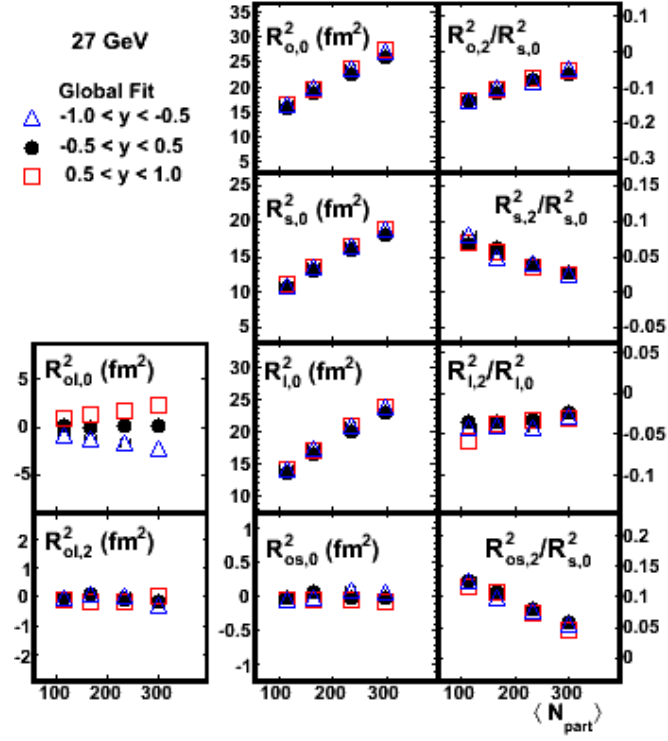 27 GeV
Global Fit
-1.0 < y < -0.5
-0.5 < y < 0.5
0.5 < y < 1.0
35
30
25
20
15
10
5
R²o,0 (fm²)
R²o,2/R²s,0
0.1
0
-0.1
-0.2
-0.3
25
20
15
10
5
R²s,0 (fm²)
R²s,2/R²s,0
0.15
0.1
0.05
0
-0.05
5
0
-5
R²ol,0 (fm²)
30
25
20
15
10
R²l,0 (fm²)
R²l,2/R²l,0
0.05
0
-0.05
-0.1
2
1
0
-1
-2
R²ol,2 (fm²)
1
0.5
0
-0.5
-1
R²os,0 (fm²)
R²os,2/R²s,0
0.2
0.15
0.1
0.05
0
100 200 300
100 200 300
100 200 300
⟨ Npart ⟩